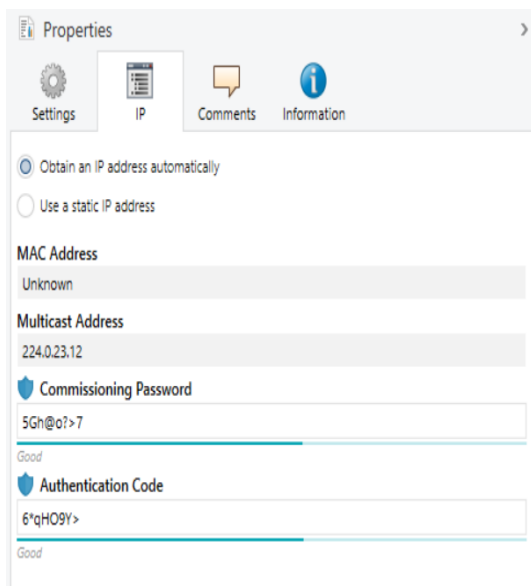 Properties
Settings
IP
Comments
Information
Obtain an IP address automatically
Use a static IP address
MAC Address
Unknown
Multicast Address
224.0.23.12
Commissioning Password
5Gh@o?>7
Good
Authentication Code
6*qHO9Y>
Good